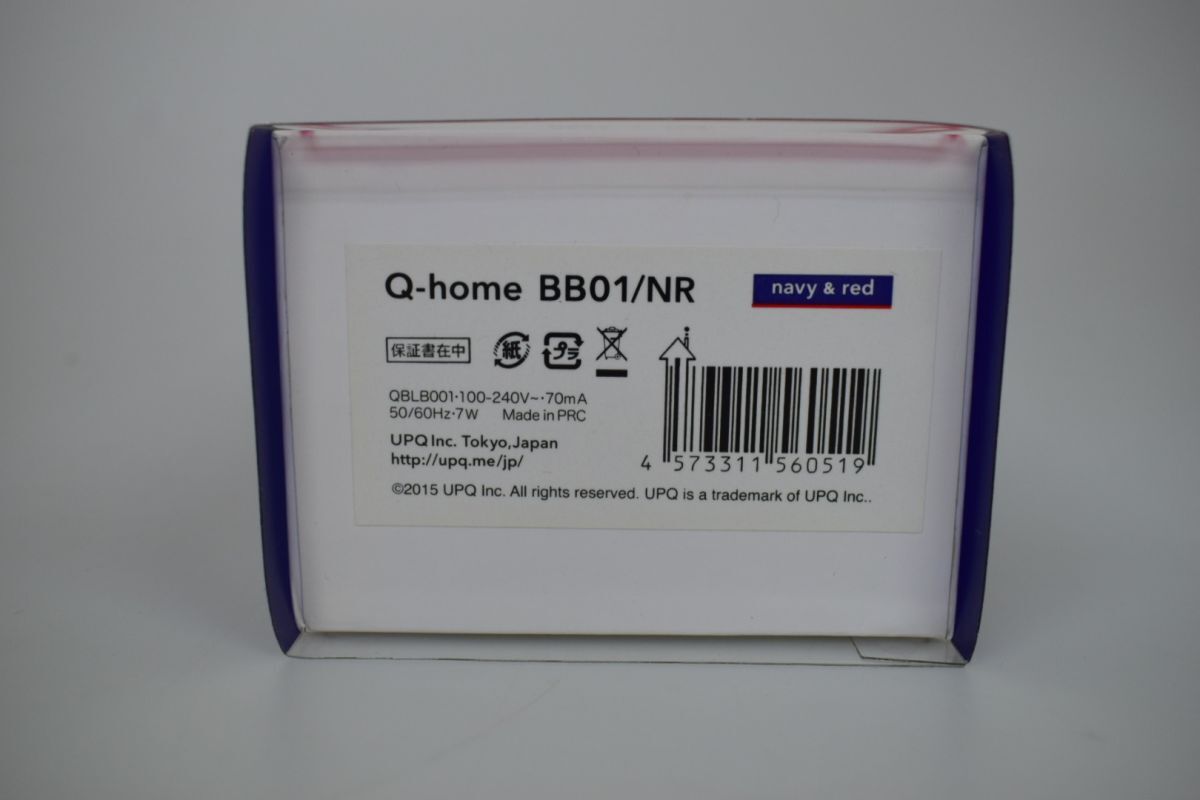 Q-home BB01/NR
navy & red
保証書在中
紙
プラ
QBLB001·100-240V~·70mA
50/60Hz·7W Made in PRC
UPQ Inc. Tokyo,Japan
http://upq.me/jp/
4 573311 560519
©2015 UPQ Inc. All rights reserved. UPQ is a trademark of UPQ Inc..